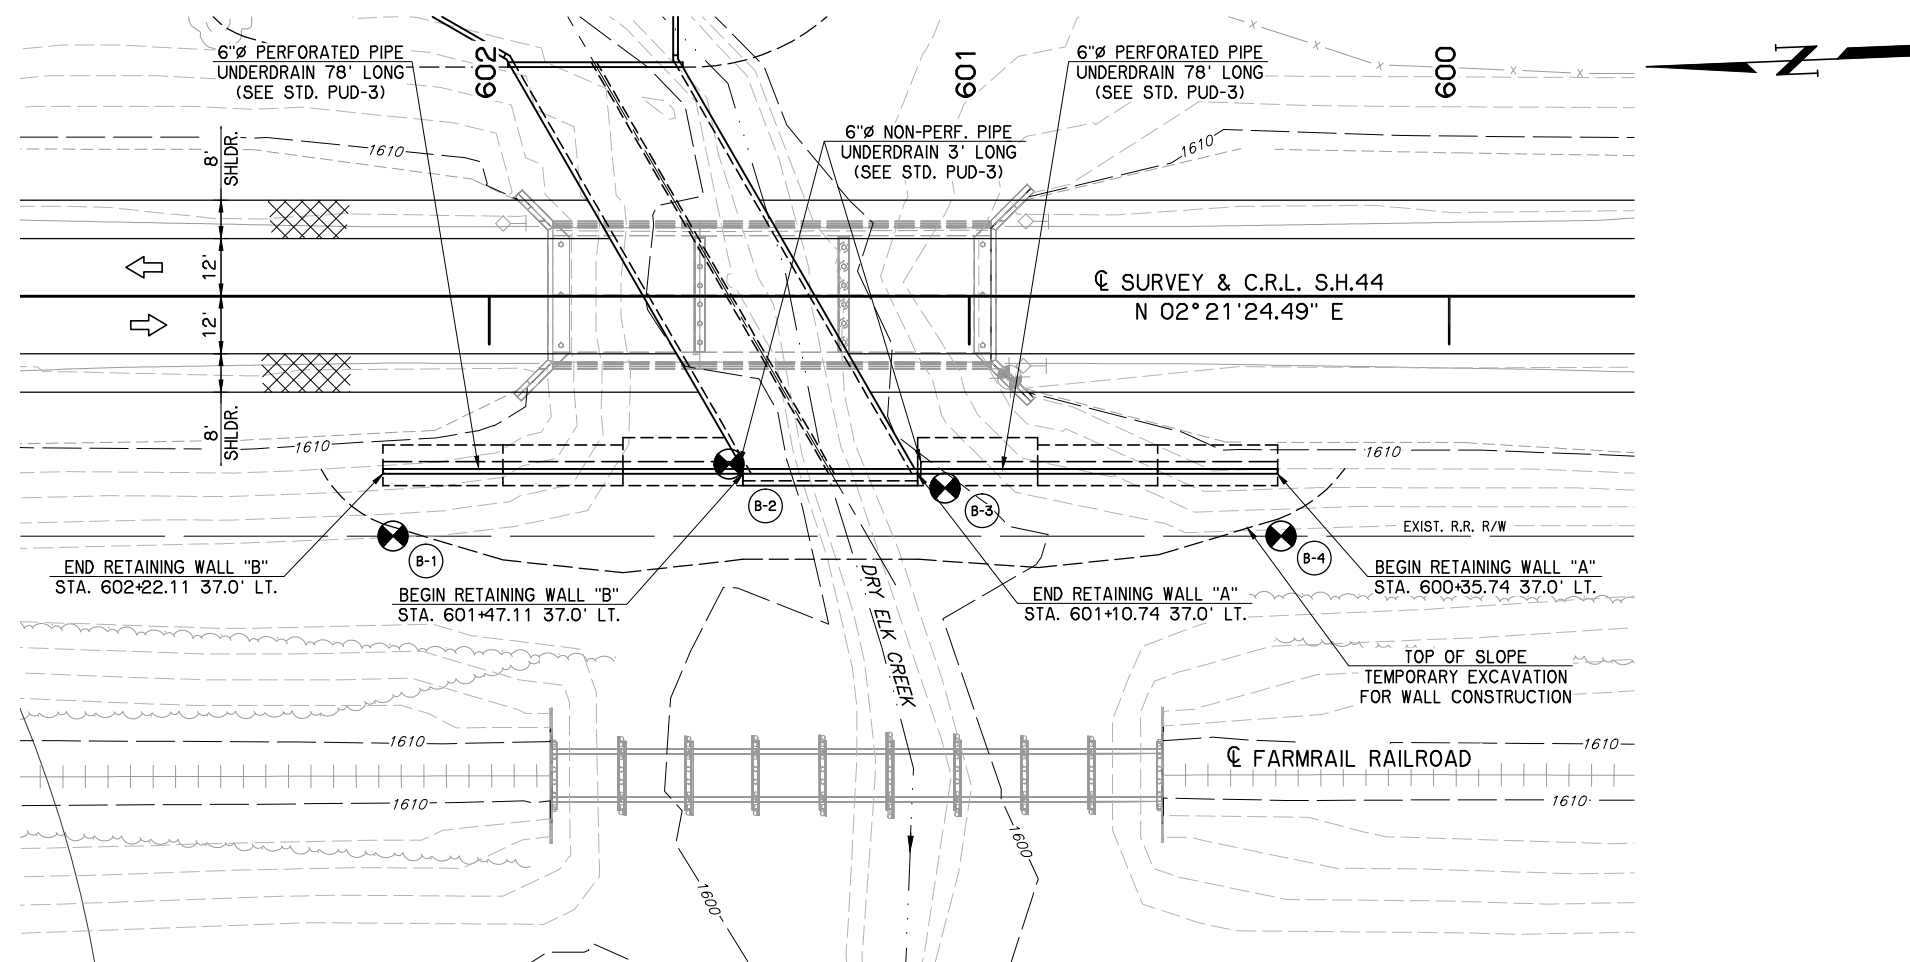 6"Ø PERFORATED PIPE
UNDERDRAIN 78' LONG
(SEE STD. PUD-3)
602
601
6"Ø PERFORATED PIPE
UNDERDRAIN 78' LONG
(SEE STD. PUD-3)
600
N
6"Ø NON-PERF. PIPE
UNDERDRAIN 3' LONG
(SEE STD. PUD-3)
8'
SHLDR.
1610
1610
12'
12'
℄ SURVEY & C.R.L. S.H.44
N 02°21'24.49" E
8'
SHLDR.
1610
1610
B-2
B-3
EXIST. R.R. R/W
B-1
B-4
END RETAINING WALL "B"
STA. 602+22.11 37.0' LT.
BEGIN RETAINING WALL "B"
STA. 601+47.11 37.0' LT.
END RETAINING WALL "A"
STA. 601+10.74 37.0' LT.
BEGIN RETAINING WALL "A"
STA. 600+35.74 37.0' LT.
DRY ELK CREEK
TOP OF SLOPE
TEMPORARY EXCAVATION
FOR WALL CONSTRUCTION
1610
1610
℄ FARMRAIL RAILROAD
1610
1610
1600
1600